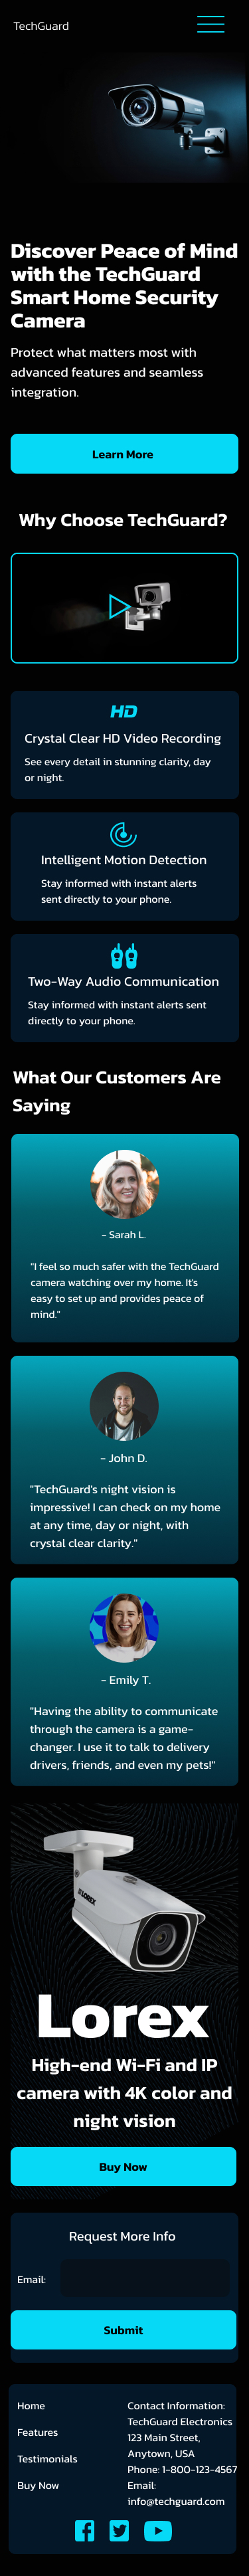 TechGuard
Discover Peace of Mind
with the TechGuard
Smart Home Security
Camera
Protect what matters most with
advanced features and seamless
integration.
Learn More
Why Choose TechGuard?
HD
Crystal Clear HD Video Recording
See every detail in stunning clarity, day
or night.
Intelligent Motion Detection
Stay informed with instant alerts
sent directly to your phone.
Two-Way Audio Communication
Stay informed with instant alerts sent
directly to your phone.
What Our Customers Are
Saying
- Sarah L.
"I feel so much safer with the TechGuard
camera watching over my home. It's
easy to set up and provides peace of
mind."
- John D.
"TechGuard's night vision is
impressive! I can check on my home
at any time, day or night, with
crystal clear clarity."
- Emily T.
"Having the ability to communicate
through the camera is a game-
changer. I use it to talk to delivery
drivers, friends, and even my pets!"
LOREX
Lorex
High-end Wi-Fi and IP
camera with 4K color and
night vision
Buy Now
Request More Info
Email:
Submit
Home
Features
Testimonials
Buy Now
Contact Information:
TechGuard Electronics
123 Main Street,
Anytown, USA
Phone: 1-800-123-4567
Email:
info@techguard.com